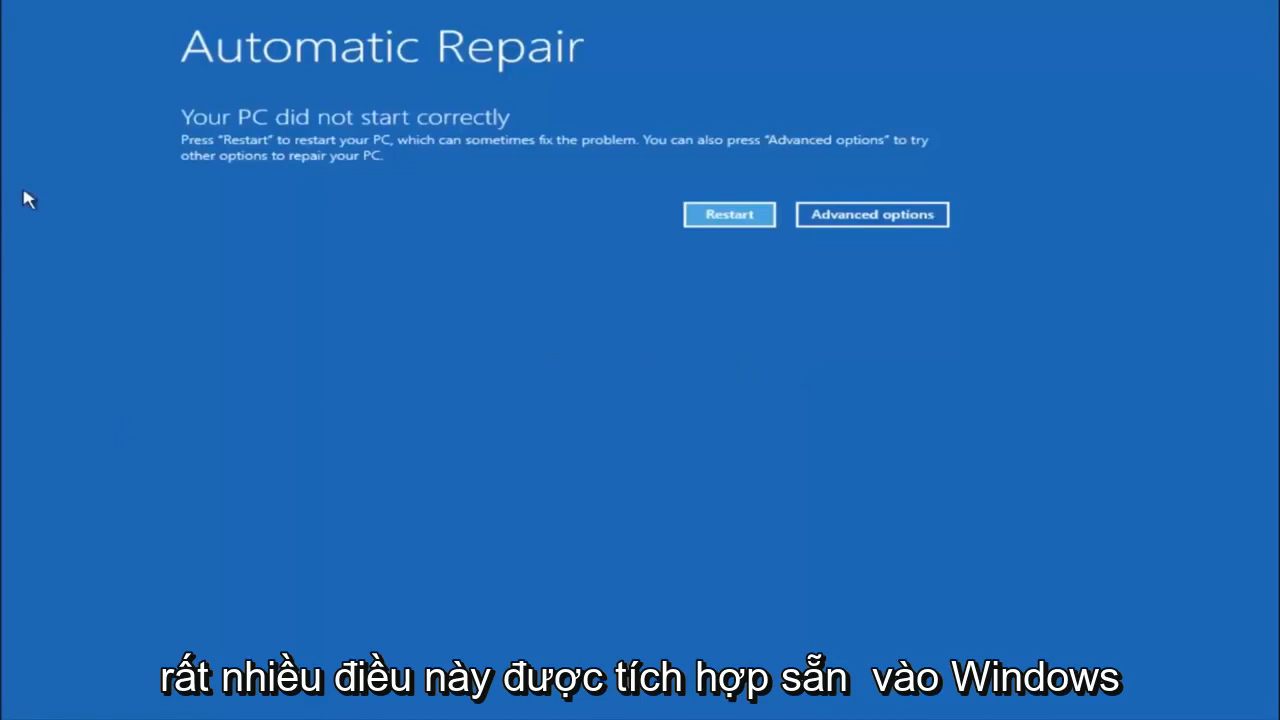 Automatic Repair
Your PC did not start correctly
Press "Restart" to restart your PC, which can sometimes fix the problem. You can also press "Advanced options" to try
other options to repair your PC.
Restart
Advanced options
rất nhiều điều này được tích hợp sẵn vào Windows